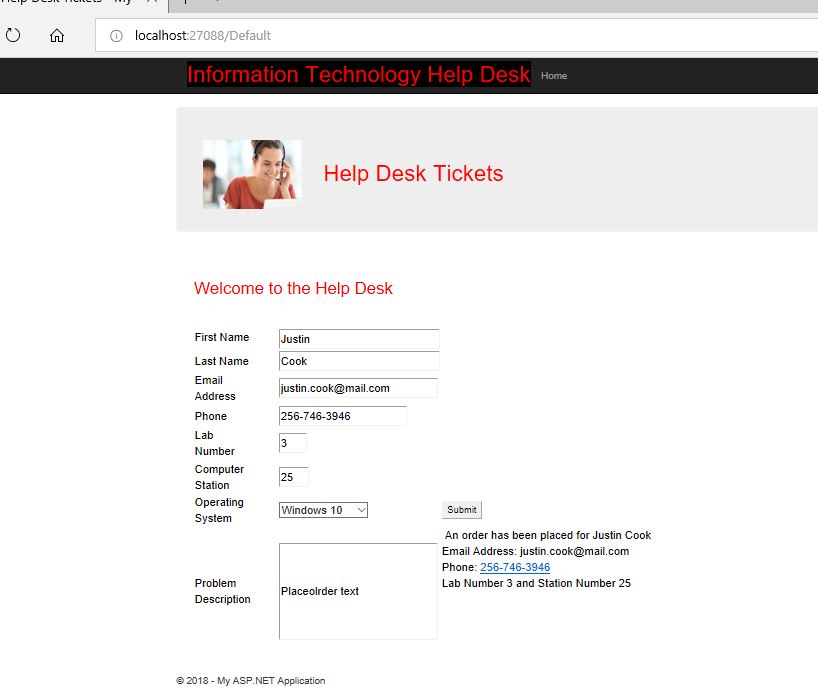 Help Desk Tickets - My
localhost:27088/Default
Information Technology Help Desk Home
Help Desk Tickets
Welcome to the Help Desk
First Name Justin
Last Name Cook
Email
Address justin.cook@mail.com
Phone 256-746-3946
Lab
Number 3
Computer
Station 25
Operating
System Windows 10 Submit
An order has been placed for Justin Cook
Email Address: justin.cook@mail.com
Phone: 256-746-3946
Lab Number 3 and Station Number 25
Problem
Description Placeolrder text
© 2018 - My ASP.NET Application